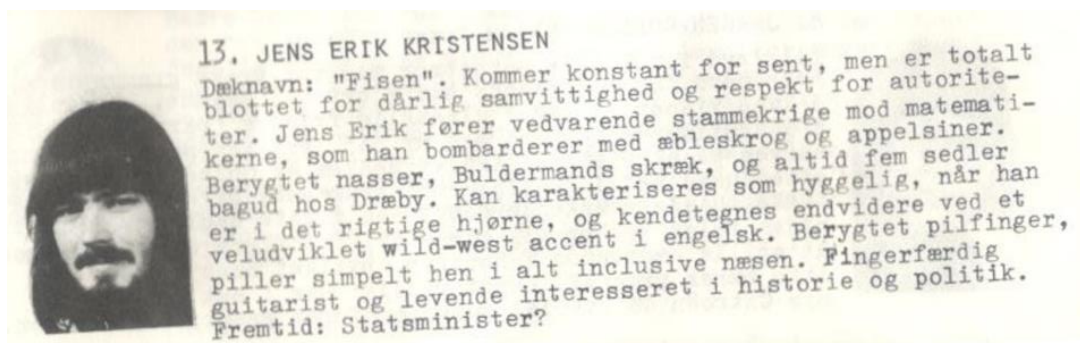 13. JENS ERIK KRISTENSEN
Dæknavn: "Fisen". Kommer konstant for sent, men er totalt
blottet for dårlig samvittighed og respekt for autorite-
ter. Jens Erik fører vedvarende stammekrige mod matemati-
kerne, som han bombarderer med æbleskrog og appelsiner.
Berygtet nasser, Buldermands skræk, og altid fem sedler
bagud hos Dræby. Kan karakteriseres som hyggelig, når han
er i det rigtige hjørne, og kendetegnes endvidere ved et
veludviklet wild-west accent i engelsk. Berygtet pilfinger,
piller simpelt hen i alt inclusive næsen. Fingerfærdig
guitarist og levende interesseret i historie og politik.
Fremtid: Statsminister?